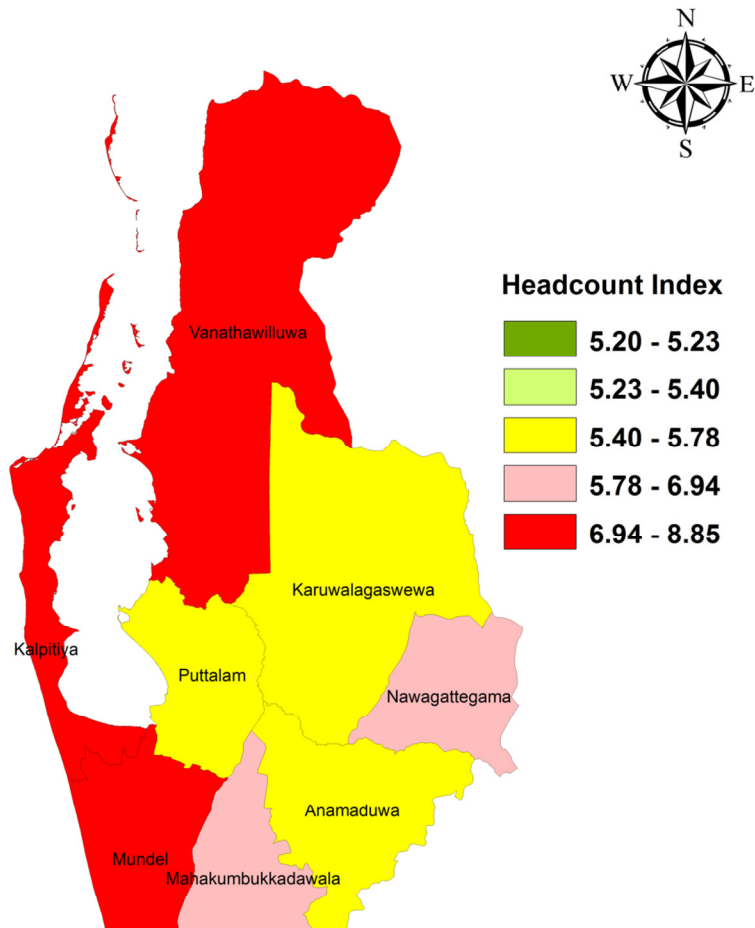 N
W
E
S
Headcount Index
5.20 - 5.23
5.23 - 5.40
5.40 - 5.78
5.78 - 6.94
6.94 - 8.85
Vanathawilluwa
Karuwalagaswewa
Kalpitiya
Puttalam
Nawagattegama
Anamaduwa
Mundel
Mahakumbukkadawala